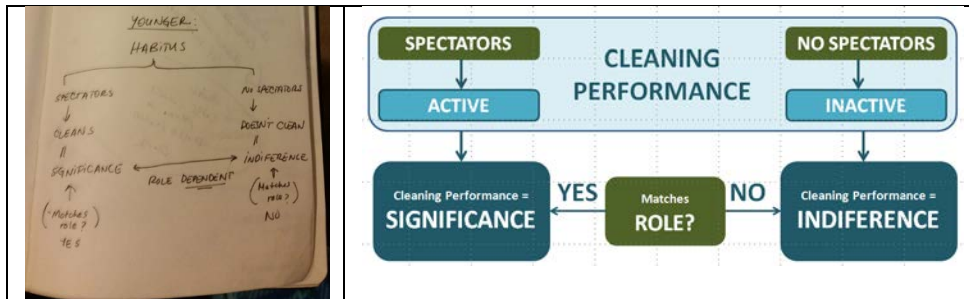 YOUNGER:
HABITUS
SPECTATORS
NO SPECTATORS
CLEANS
DOESN'T CLEAN
SIGNIFICANCE
INDIFERENCE
ROLE DEPENDENT
(-Matches
role?)
YES
(Matches
role?)
NO
SPECTATORS
NO SPECTATORS
CLEANING
PERFORMANCE
ACTIVE
INACTIVE
Cleaning Performance =
SIGNIFICANCE
YES
Matches
ROLE?
NO
Cleaning Performance =
INDIFERENCE